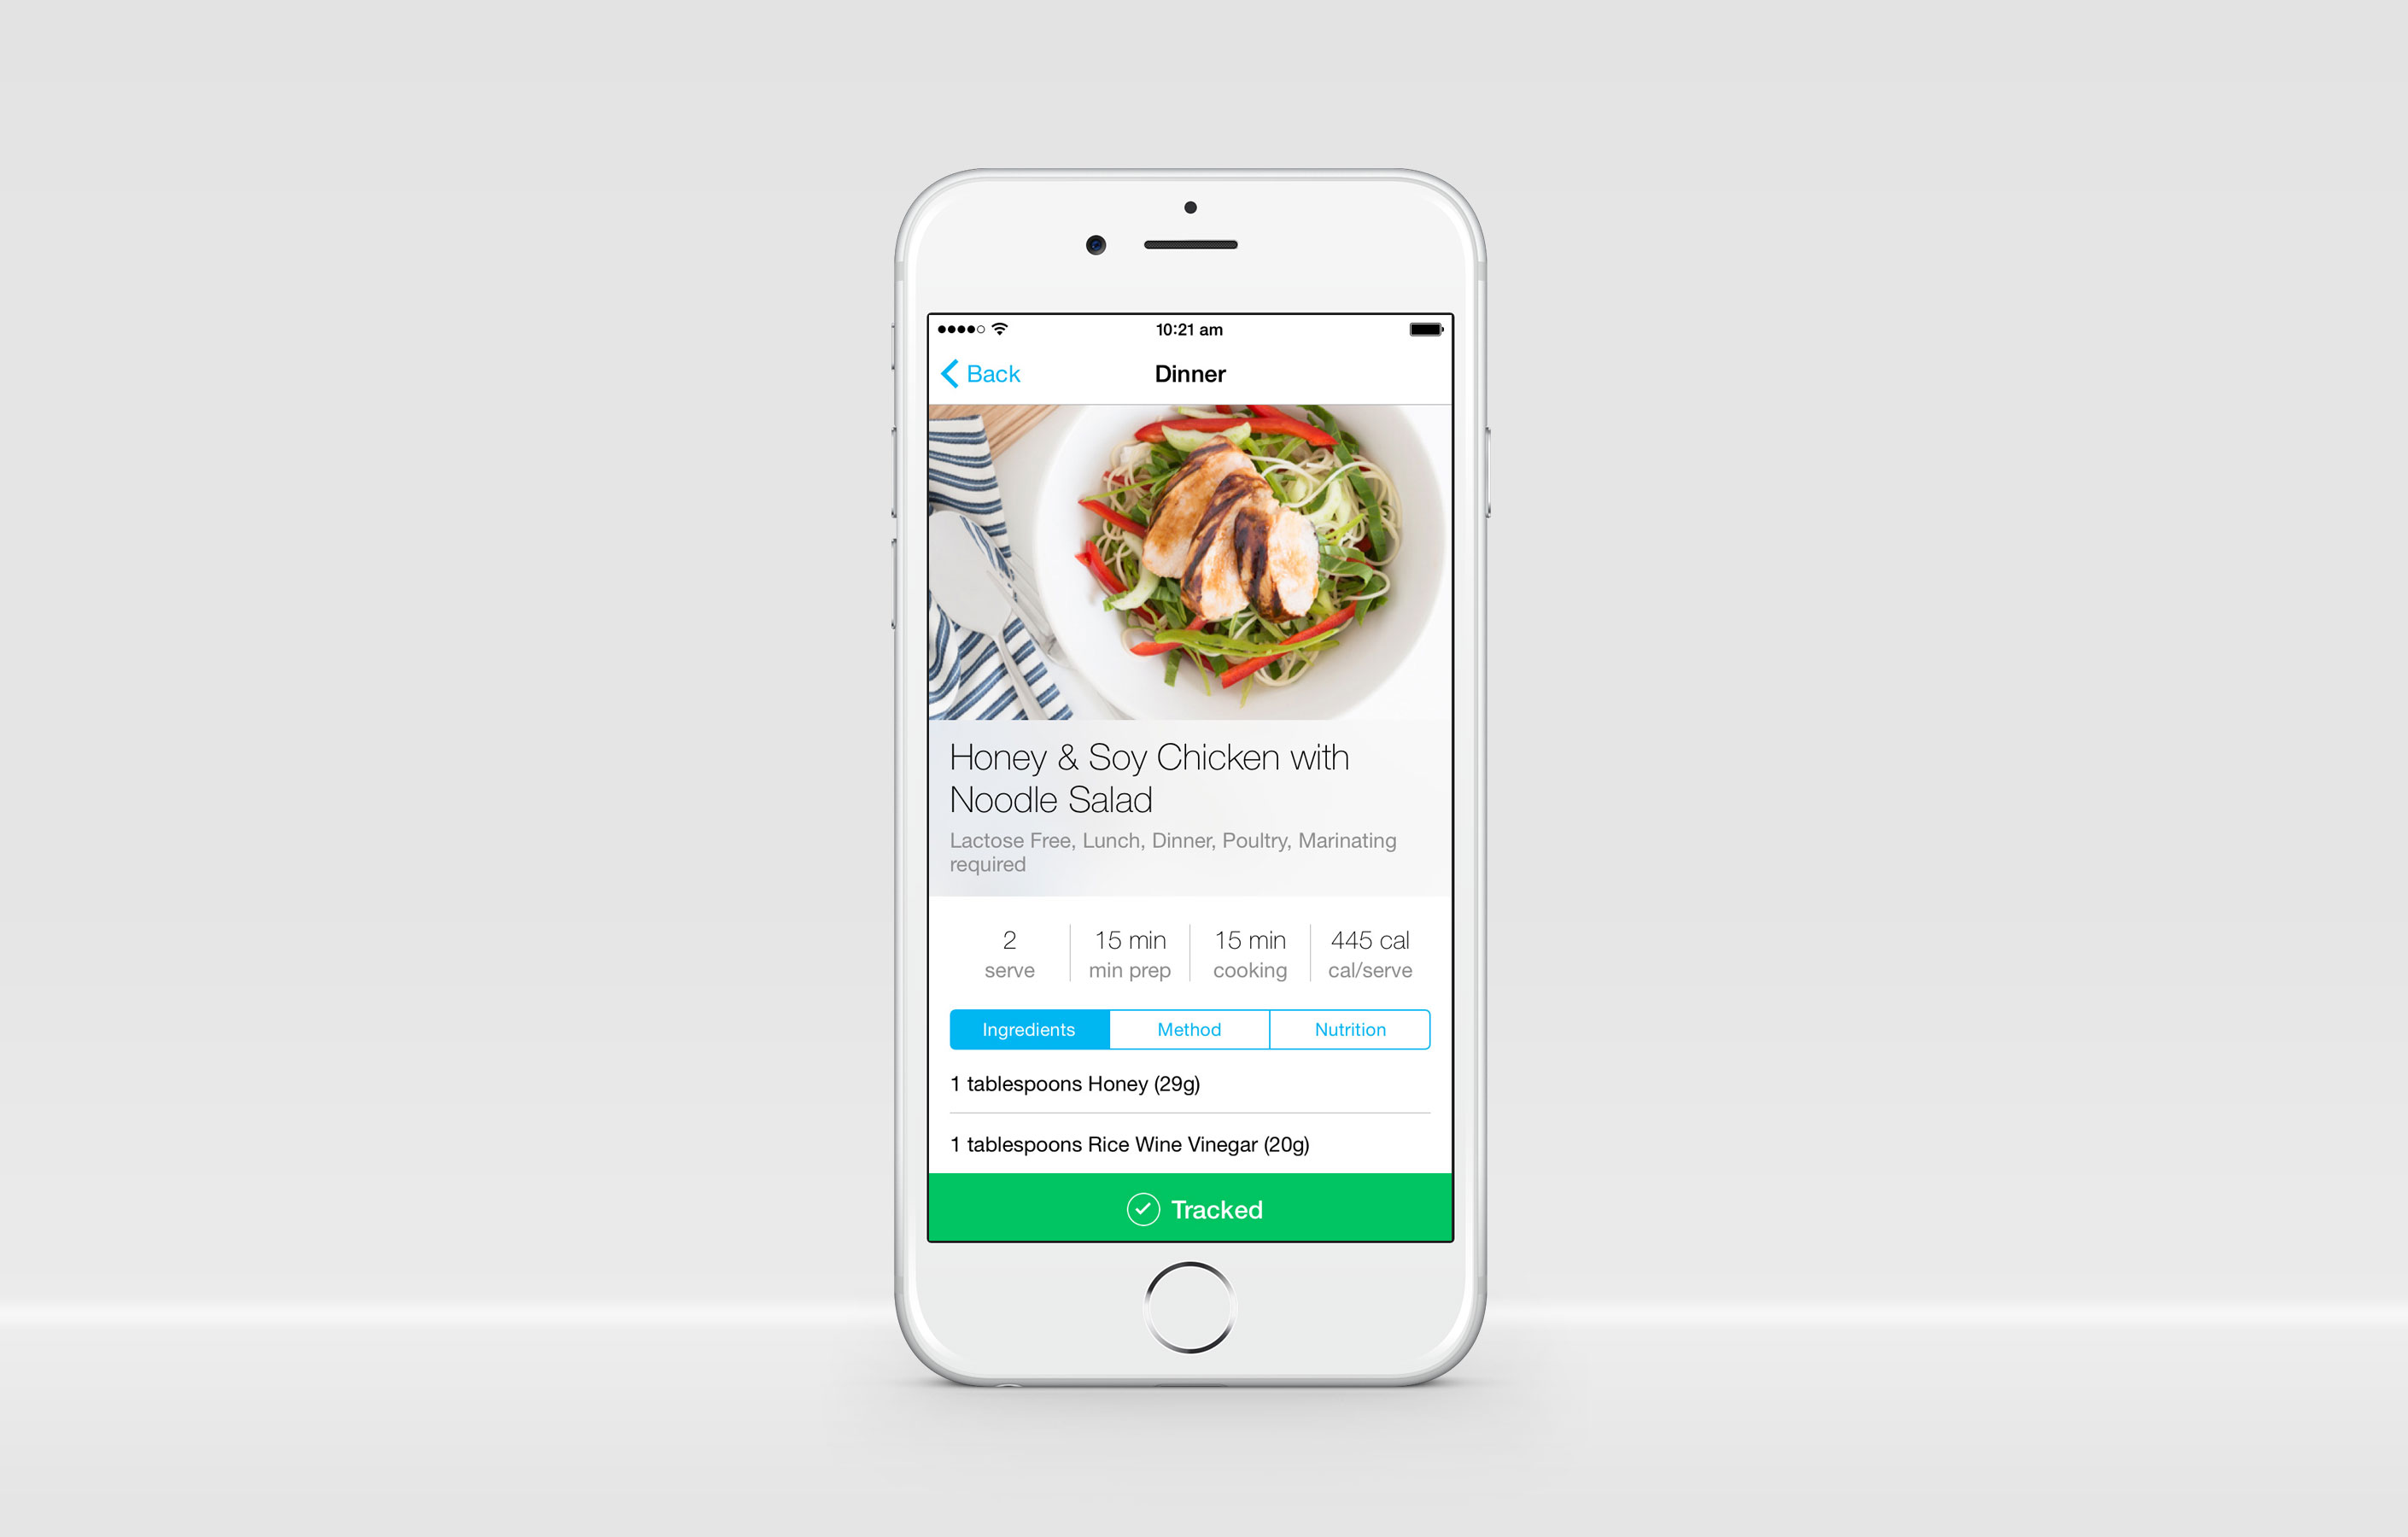 10:21 am
Back
Dinner
Honey & Soy Chicken with
Noodle Salad
Lactose Free, Lunch, Dinner, Poultry, Marinating
required
2
serve
15 min
min prep
15 min
cooking
445 cal
cal/serve
Ingredients
Method
Nutrition
1 tablespoons Honey (29g)
1 tablespoons Rice Wine Vinegar (20g)
Tracked